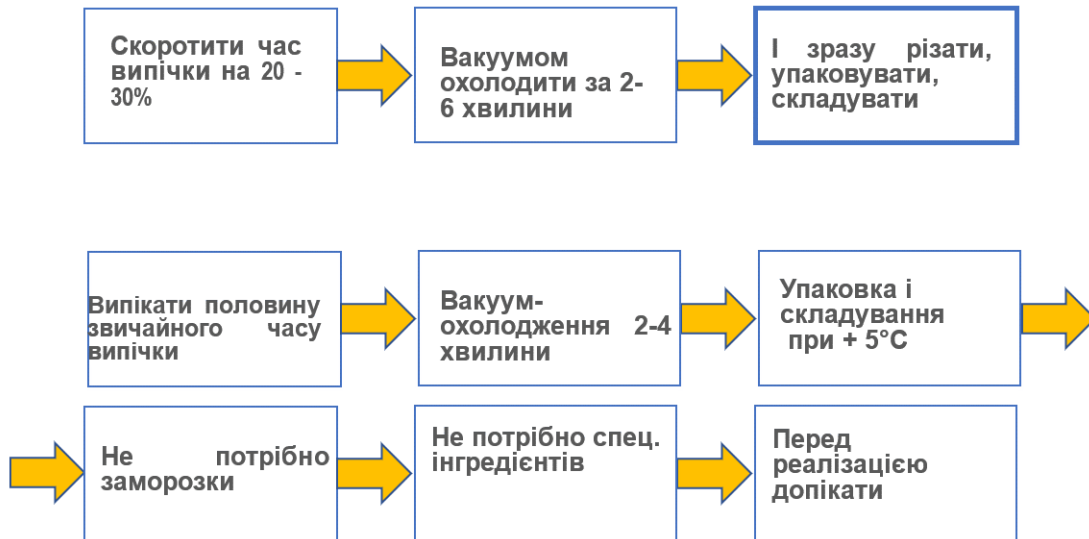 Скоротити час
випічки на 20 -
30%
Вакуумом
охолодити за 2-
6 хвилини
І зразу різати,
упаковувати,
складувати
Випікати половину
звичайного часу
випічки
Вакуум-
охолодження 2-4
хвилини
Упаковка і
складування
при + 5°С
Не потрібно
заморозки
Не потрібно спец.
інгредієнтів
Перед
реалізацією
допікати